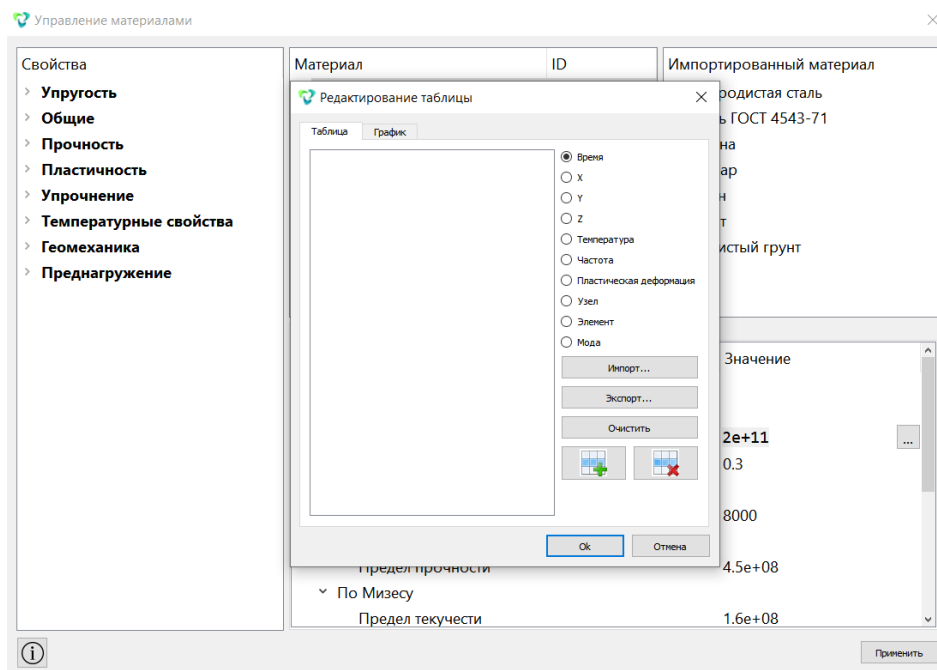 Управление материалами
Свойства
Упругость
Общие
Прочность
Пластичность
Упрочнение
Температурные свойства
Геомеханика
Преднагружение
Материал ID
Импортированный материал
родистая сталь
ь ГОСТ 4543-71
на
ар
н
т
истый грунт
Редактирование таблицы
Таблица График
Время
X
Y
Z
Температура
Частота
Пластическая деформация
Узел
Элемент
Мода
Импорт...
Экспорт...
Очистить
Ok Отмена
Значение
2e+11 ...
0.3
8000
Предел прочности 4.5e+08
По Мизесу
Предел текучести 1.6e+08
Применить